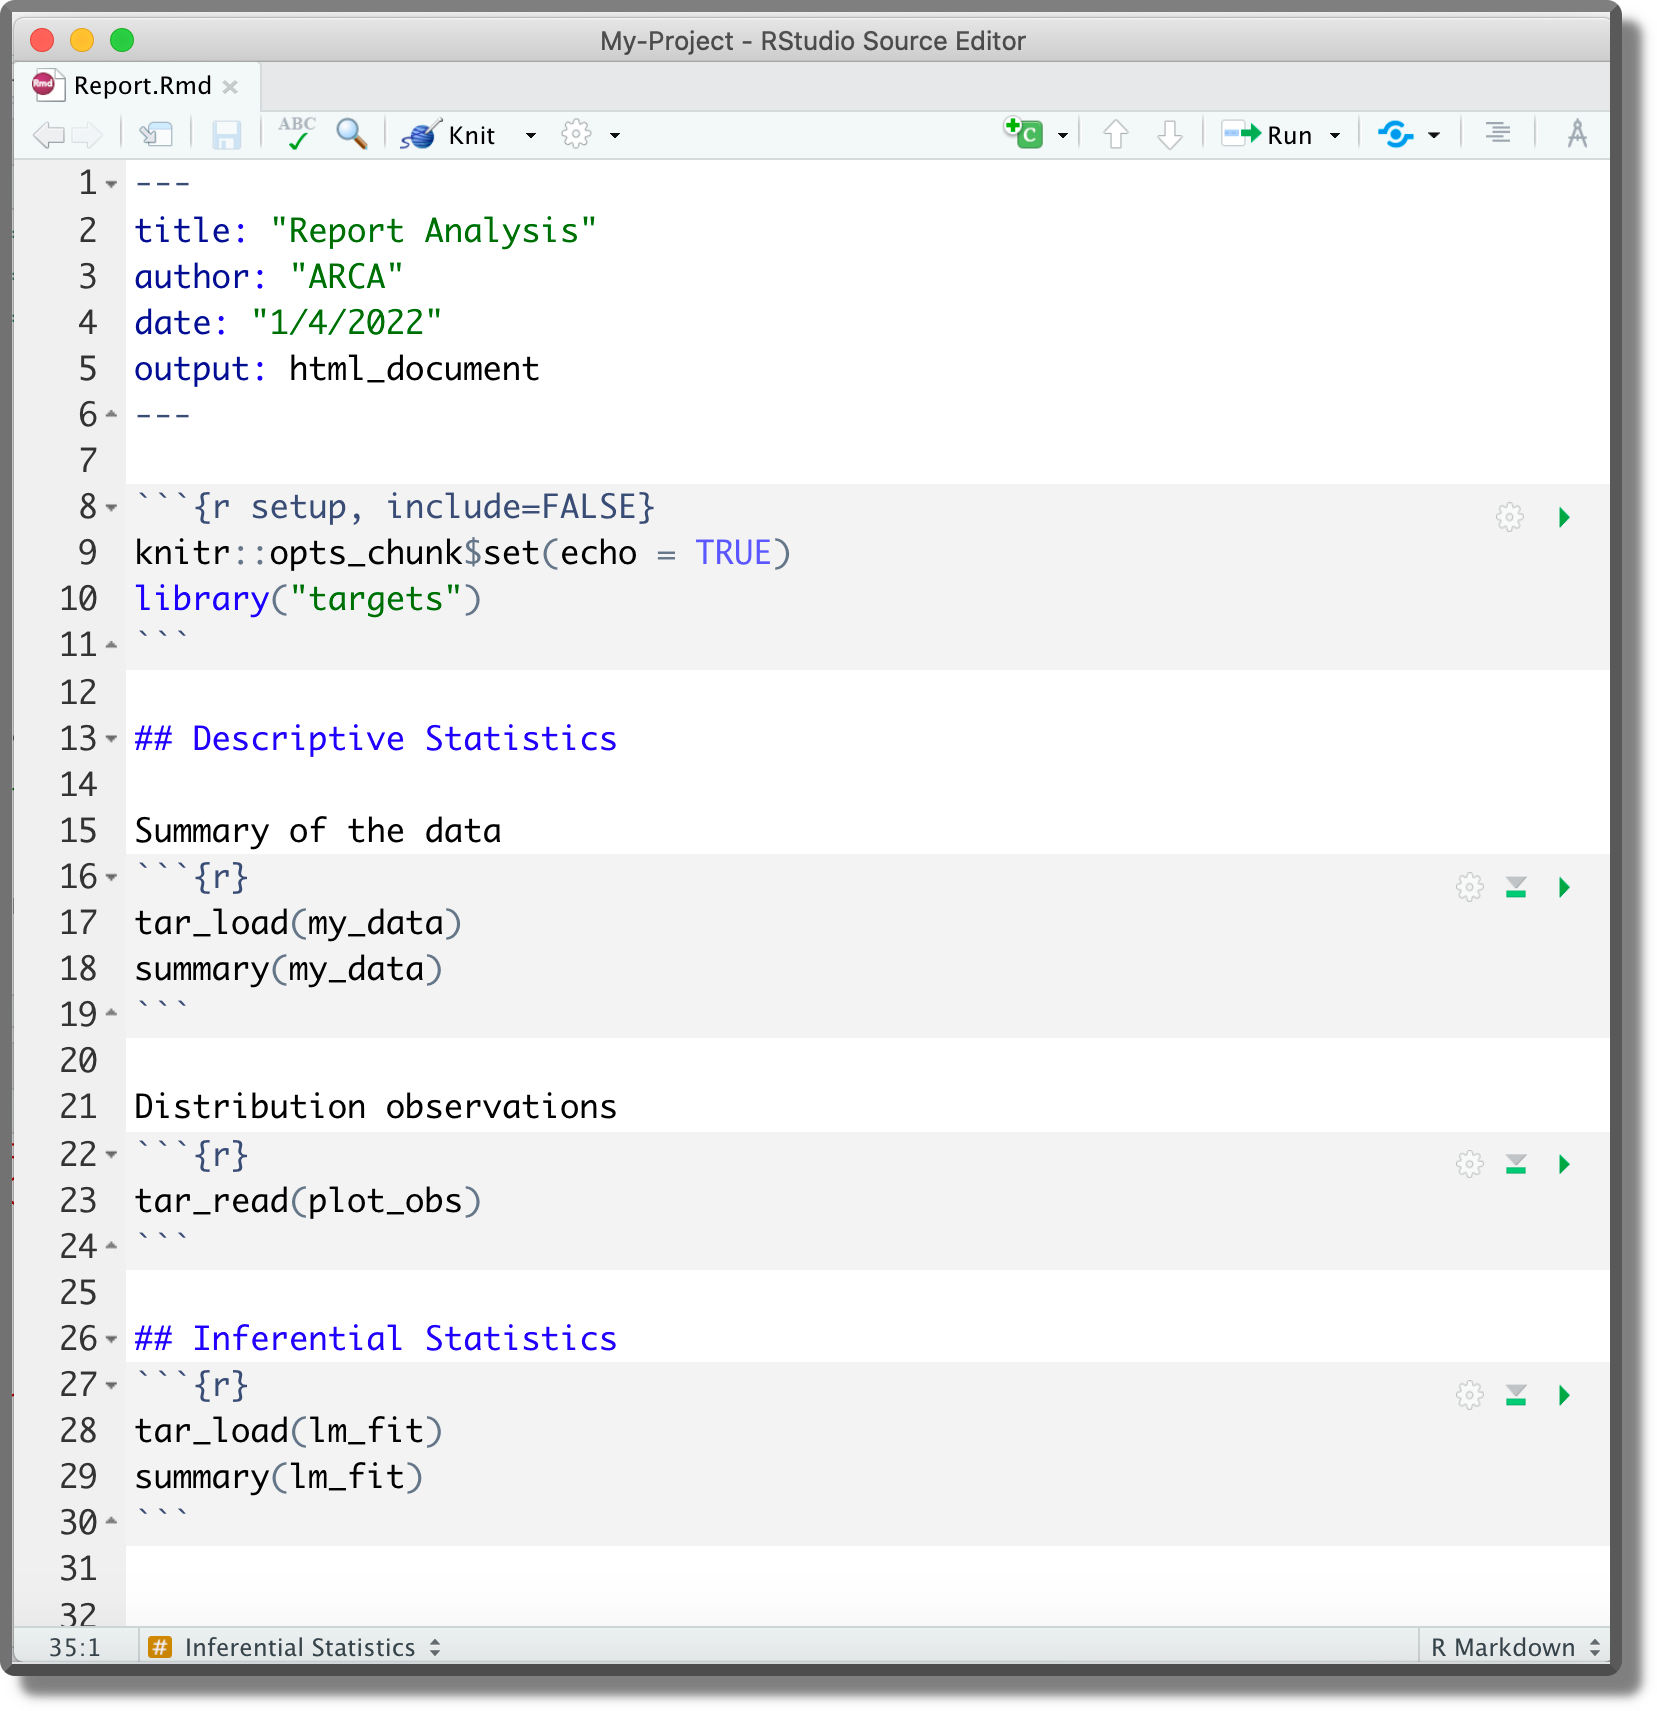 My-Project - RStudio Source Editor
Report.Rmd
ABC Knit Run
1 ---
2 title: "Report Analysis"
3 author: "ARCA"
4 date: "1/4/2022"
5 output: html_document
6 ---
7
8 ```{r setup, include=FALSE}
9 knitr::opts_chunk$set(echo = TRUE)
10 library("targets")
11 ```
12
13 ## Descriptive Statistics
14
15 Summary of the data
16 ```{r}
17 tar_load(my_data)
18 summary(my_data)
19 ```
20
21 Distribution observations
22 ```{r}
23 tar_read(plot_obs)
24 ```
25
26 ## Inferential Statistics
27 ```{r}
28 tar_load(lm_fit)
29 summary(lm_fit)
30 ```
31
32
35:1 # Inferential Statistics R Markdown